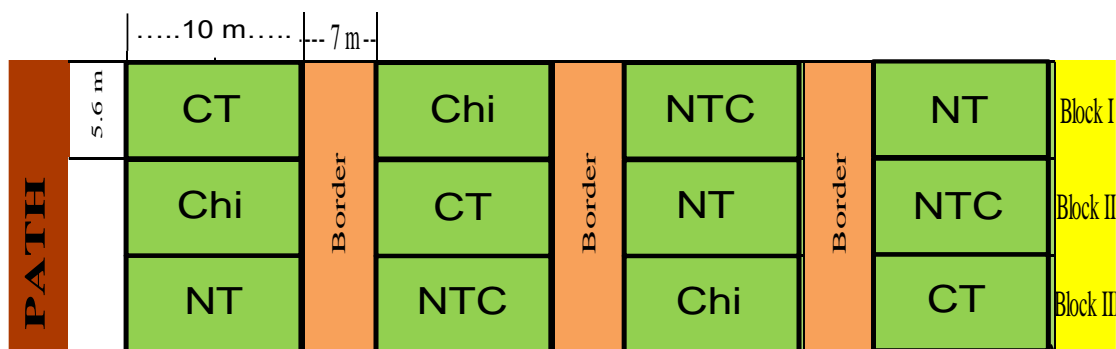 .....10 m.....
---- 7 m --
PATH
5.6 m
CT
Border
Chi
Border
NTC
Border
NT
Block I
Chi
CT
NT
NTC
Block II
NT
NTC
Chi
CT
Block III